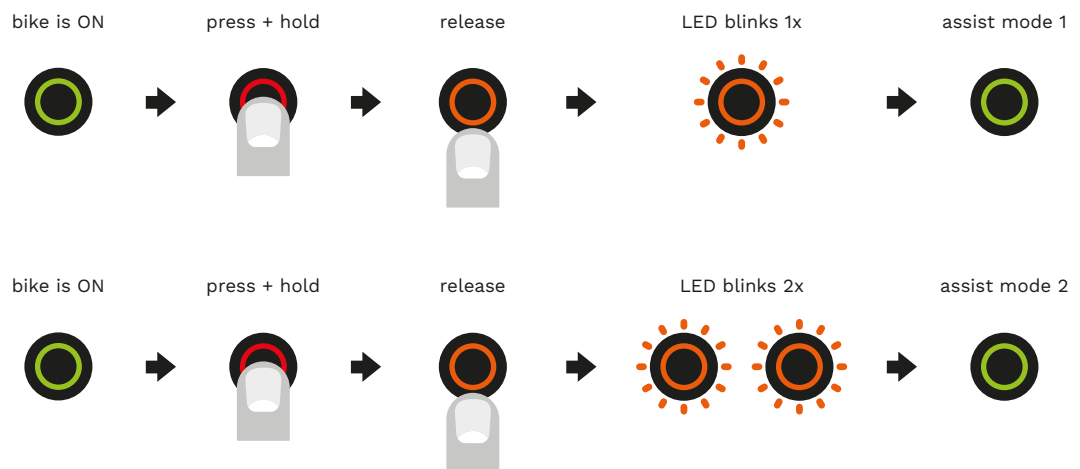 bike is ON
press + hold
release
LED blinks 1x
assist mode 1
bike is ON
press + hold
release
LED blinks 2x
assist mode 2